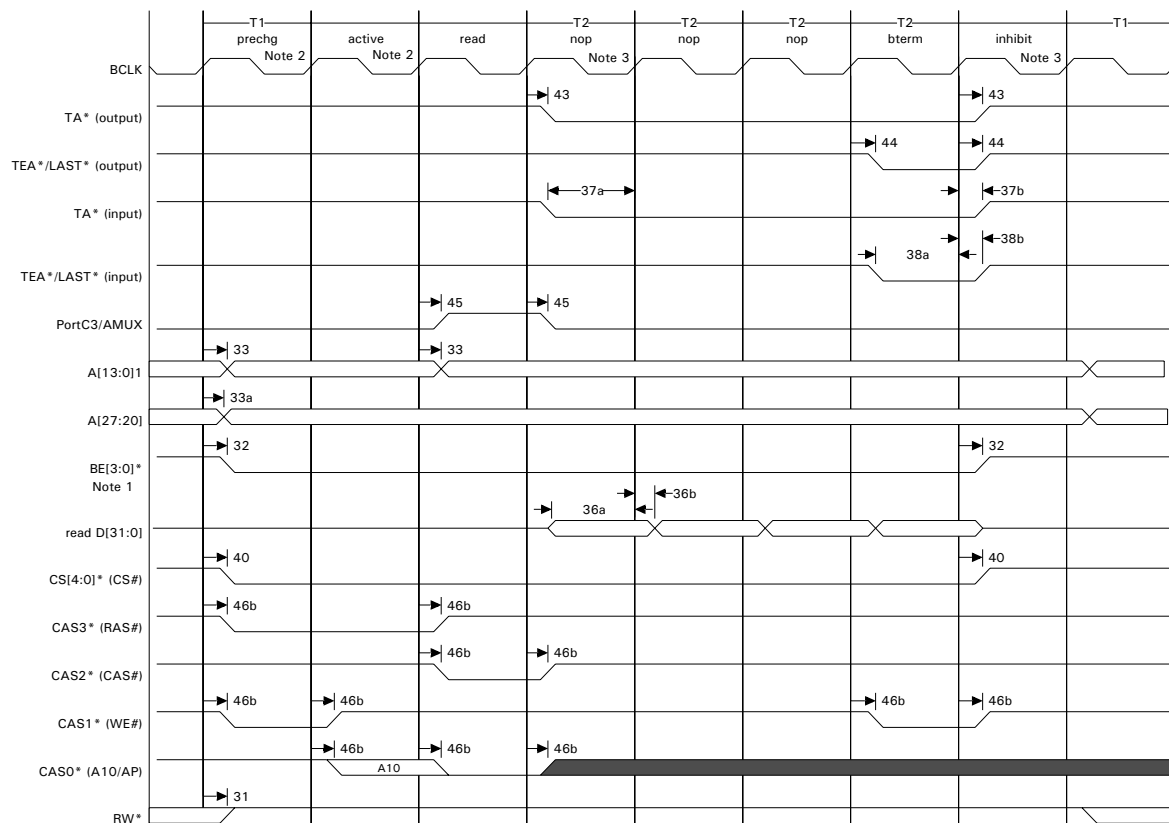 T1 T2 T2 T2 T2 T1
prechg active read nop nop nop bterm inhibit
Note 2 Note 2 Note 3 Note 3
BCLK
43 43
TA* (output)
44 44
TEA*/LAST* (output)
37a 37b
TA* (input)
38b
38a
TEA*/LAST* (input)
45 45
PortC3/AMUX
33 33
A[13:0]1
33a
A[27:20]
32 32
BE[3:0]*
Note 1
36b
36a
read D[31:0]
40 40
CS[4:0]* (CS#)
46b 46b
CAS3* (RAS#)
46b 46b
CAS2* (CAS#)
46b 46b 46b 46b
CAS1* (WE#)
46b 46b 46b
A10
CAS0* (A10/AP)
31
RW*